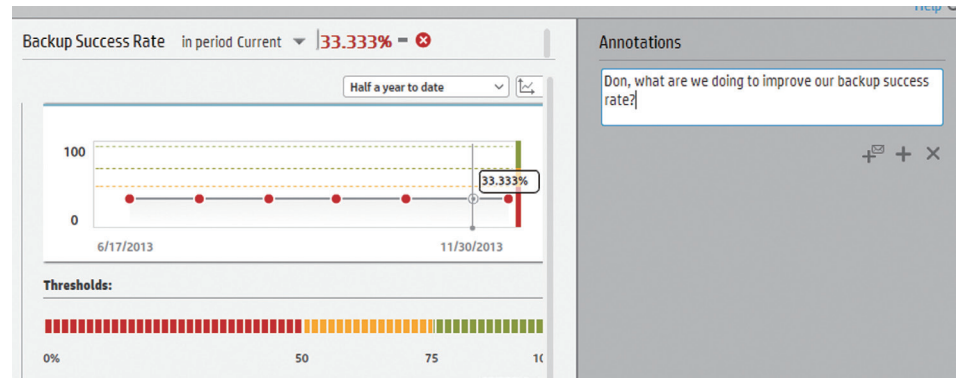 Help
Backup Success Rate in period Current 33.333%
Annotations
Don, what are we doing to improve our backup success
rate?
Half a year to date
100
33.333%
0
6/17/2013 11/30/2013
Thresholds:
0% 50 75